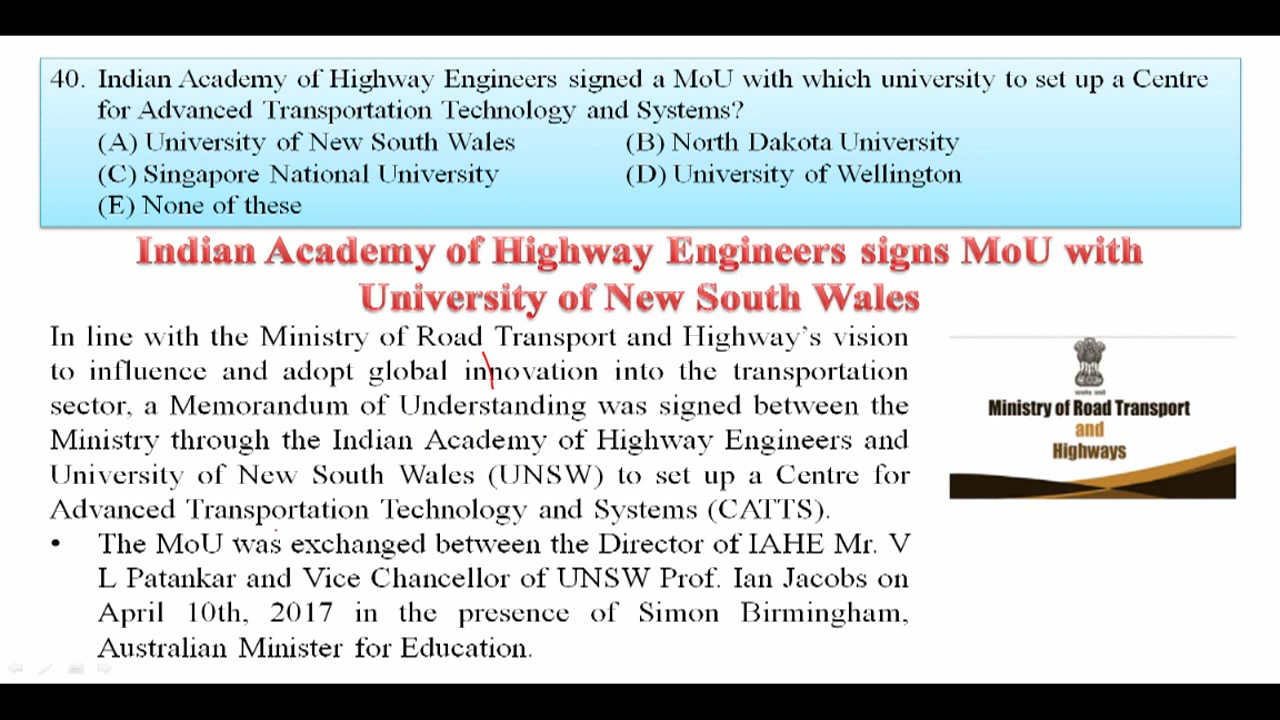 40. Indian Academy of Highway Engineers signed a MoU with which university to set up a Centre
for Advanced Transportation Technology and Systems?
(A) University of New South Wales (B) North Dakota University
(C) Singapore National University (D) University of Wellington
(E) None of these
Indian Academy of Highway Engineers signs MoU with
University of New South Wales
In line with the Ministry of Road Transport and Highway's vision
to influence and adopt global innovation into the transportation
sector, a Memorandum of Understanding was signed between the
Ministry through the Indian Academy of Highway Engineers and
University of New South Wales (UNSW) to set up a Centre for
Advanced Transportation Technology and Systems (CATTS).
• The MoU was exchanged between the Director of IAHE Mr. V
L Patankar and Vice Chancellor of UNSW Prof. Ian Jacobs on
April 10th, 2017 in the presence of Simon Birmingham,
Australian Minister for Education.
Ministry of Road Transport
and
Highways